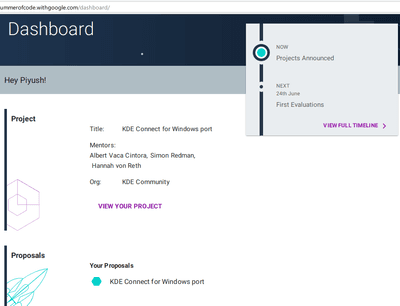 ummerofcode.withgoogle.com/dashboard/
Dashboard
NOW
Projects Announced
NEXT
24th June
First Evaluations
VIEW FULL TIMELINE
Hey Piyush!
Project
Title: KDE Connect for Windows port
Mentors:
Albert Vaca Cintora, Simon Redman,
Hannah von Reth
Org: KDE Community
VIEW YOUR PROJECT
Proposals
Your Proposals
KDE Connect for Windows port